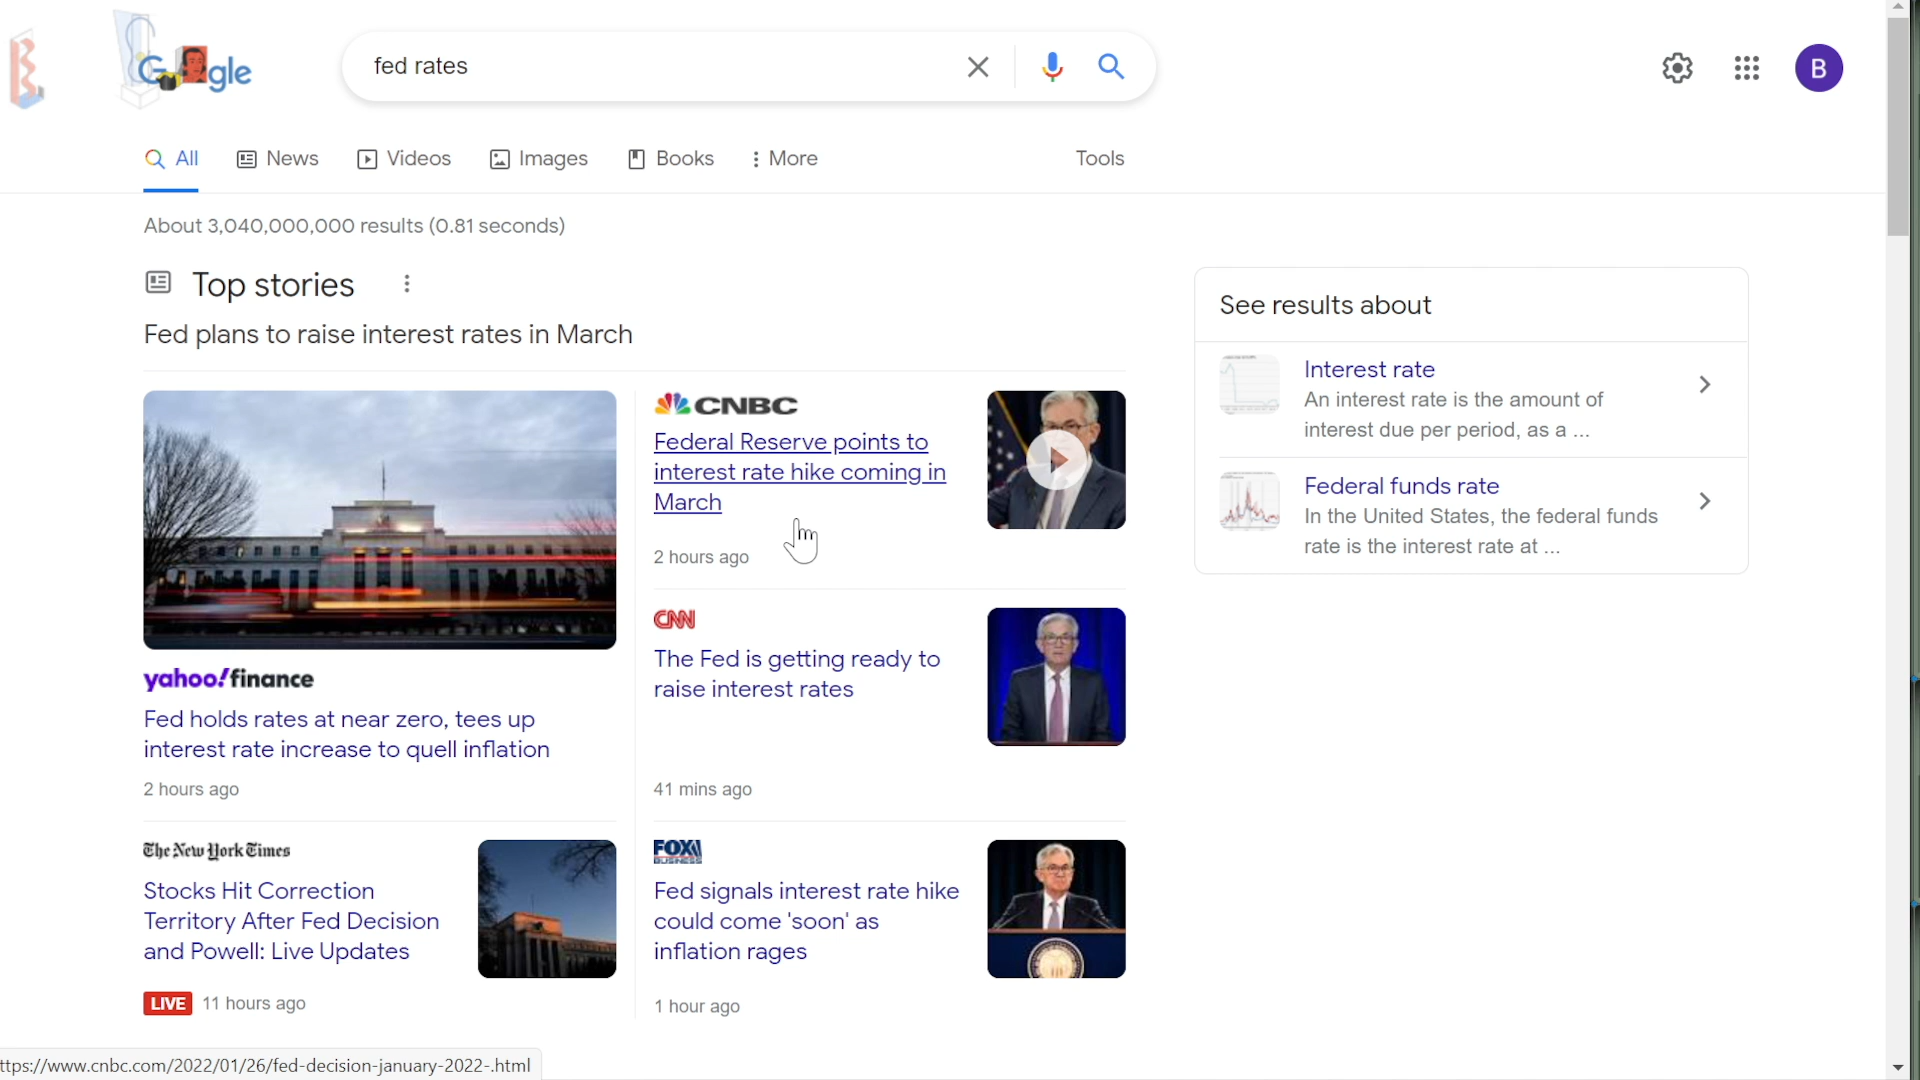 Google
fed rates
B
All
News
Videos
Images
Books
More
Tools
About 3,040,000,000 results (0.81 seconds)
Top stories
Fed plans to raise interest rates in March
yahoo!finance
Fed holds rates at near zero, tees up
interest rate increase to quell inflation
2 hours ago
CNBC
Federal Reserve points to
interest rate hike coming in
March
2 hours ago
CNN
The Fed is getting ready to
raise interest rates
41 mins ago
The New York Times
Stocks Hit Correction
Territory After Fed Decision
and Powell: Live Updates
LIVE 11 hours ago
FOX
BUSINESS
Fed signals interest rate hike
could come 'soon' as
inflation rages
1 hour ago
See results about
Interest rate
An interest rate is the amount of
interest due per period, as a ...
Federal funds rate
In the United States, the federal funds
rate is the interest rate at ...
ttps://www.cnbc.com/2022/01/26/fed-decision-january-2022-.html